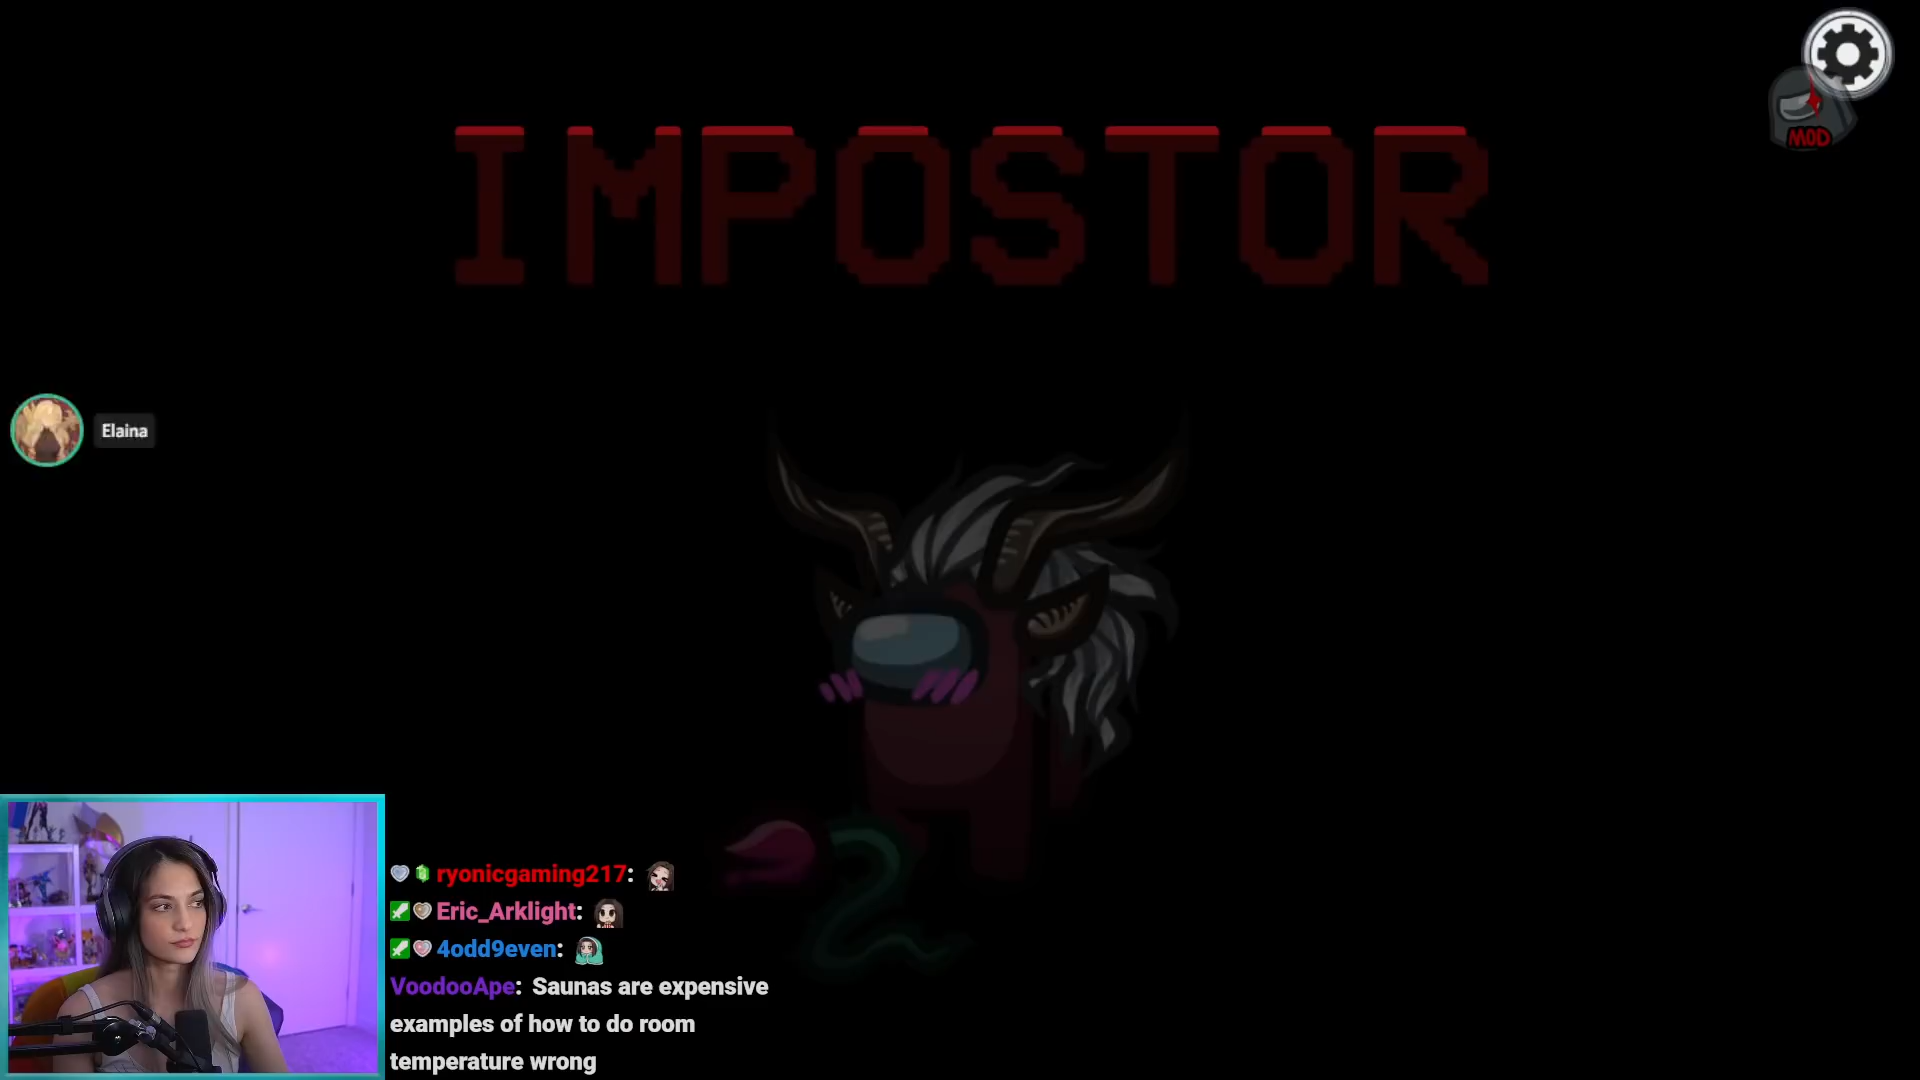 IMPOSTOR
MOD
Elaina
ryonicgaming217:
Eric_Arklight:
4odd9even:
VoodooApe: Saunas are expensive
examples of how to do room
temperature wrong